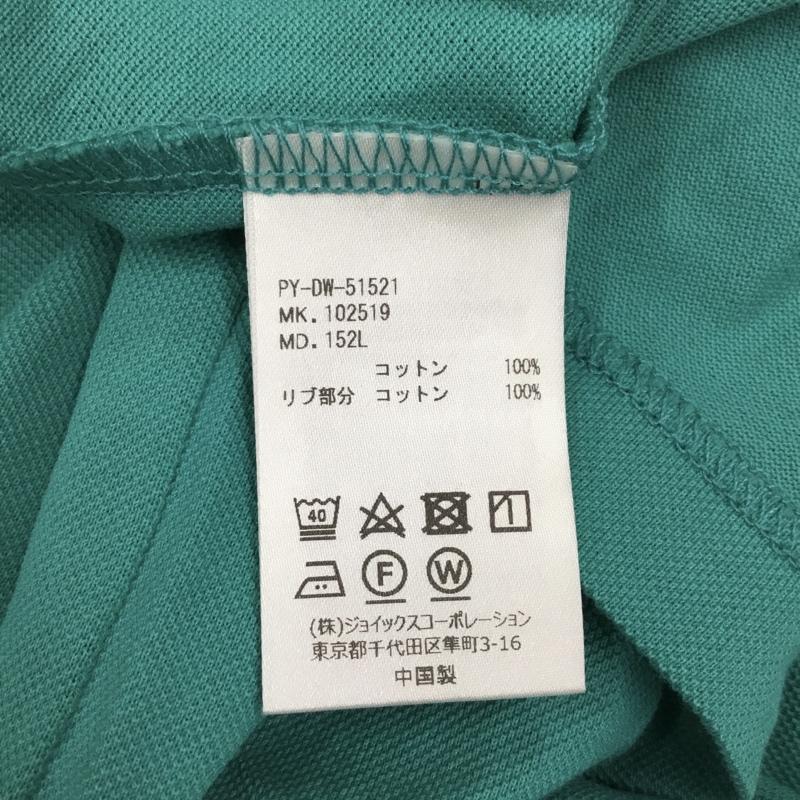 PY-DW-51521
MK. 102519
MD. 152L
コットン 100%
リブ部分 コットン 100%
40
F W
(株)ジョイックスコーポレーション
東京都千代田区隼町3-16
中国製